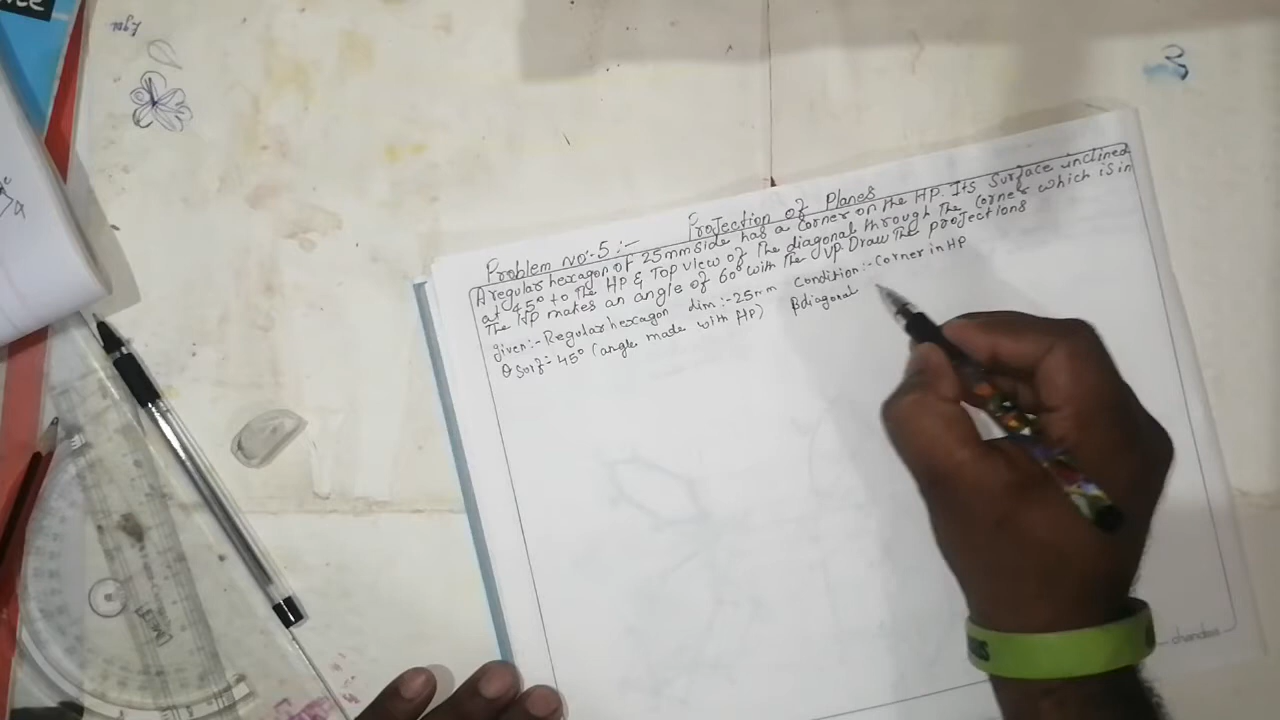 Projection of Planes
Problem no:-5:-
A regular hexagon of 25mm side has a corner on the HP. Its Surface inclined
at 45° to the HP & Top view of The diagonal through The Corner which is in
The HP makes an angle of 60° with the VP. Draw The projections
given:- Regular hexagon dim:- 25mm Condition:- Corner in HP
θ Surf = 45° (angle made with HP) β diagonal